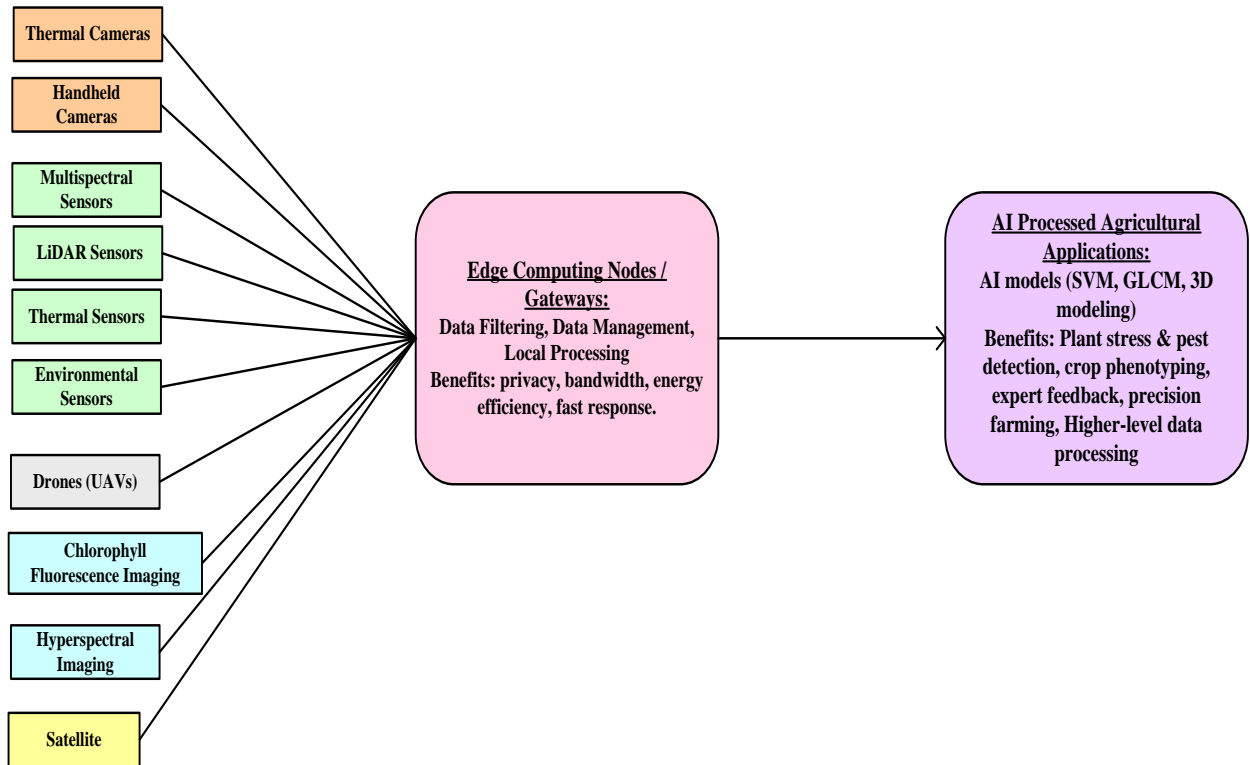 Thermal Cameras
Handheld
Cameras
Multispectral
Sensors
LiDAR Sensors
Thermal Sensors
Environmental
Sensors
Drones (UAVs)
Chlorophyll
Fluorescence Imaging
Hyperspectral
Imaging
Satellite
Edge Computing Nodes /
Gateways:
Data Filtering, Data Management,
Local Processing
Benefits: privacy, bandwidth, energy
efficiency, fast response.
AI Processed Agricultural
Applications:
AI models (SVM, GLCM, 3D
modeling)
Benefits: Plant stress & pest
detection, crop phenotyping,
expert feedback, precision
farming, Higher-level data
processing